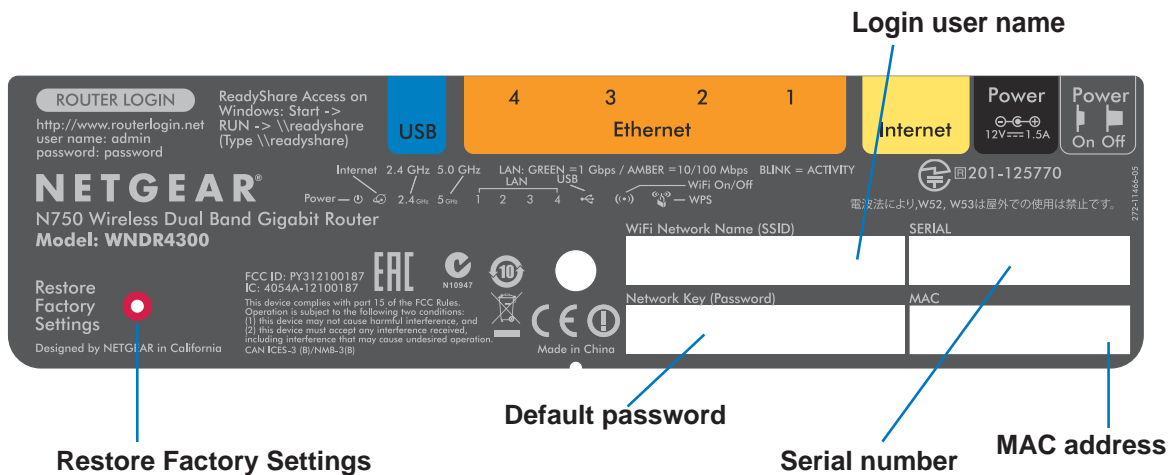 Login user name
ROUTER LOGIN
http://www.routerlogin.net
user name: admin
password: password
ReadyShare Access on
Windows: Start ->
RUN -> \\readyshare
(Type \\readyshare)
USB
4 3 2 1
Ethernet
Internet
Power
12V 1.5A
Power
On Off
Internet 2.4 GHz 5.0 GHz LAN: GREEN =1 Gbps / AMBER =10/100 Mbps BLINK = ACTIVITY
LAN USB WiFi On/Off
Power 2.4 GHz 5 GHz 1 2 3 4 WPS
R 201-125770
電波法により,W52, W53は屋外での使用は禁止です。
272-11466-05
NETGEAR®
N750 Wireless Dual Band Gigabit Router
Model: WNDR4300
WiFi Network Name (SSID)
SERIAL
Restore
Factory
Settings
FCC ID: PY312100187
IC: 4054A-12100187
EAC
N10947
10
This device complies with part 15 of the FCC Rules.
Operation is subject to the following two conditions:
(1) this device may not cause harmful interference, and
(2) this device must accept any interference received,
including interference that may cause undesired operation.
CAN ICES-3 (B)/NMB-3(B)
CE
Made in China
Network Key (Password)
MAC
Designed by NETGEAR in California
Default password
Restore Factory Settings
Serial number
MAC address